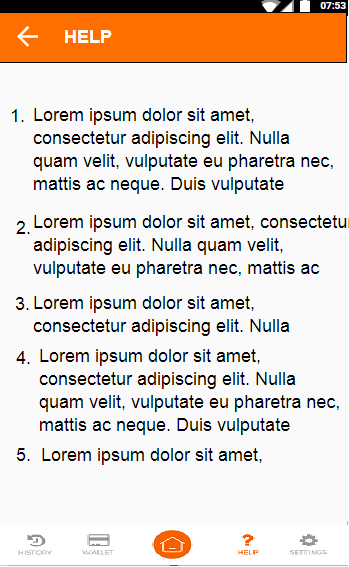 07:53
HELP
1. Lorem ipsum dolor sit amet,
consectetur adipiscing elit. Nulla
quam velit, vulputate eu pharetra nec,
mattis ac neque. Duis vulputate
2. Lorem ipsum dolor sit amet, consectetur
adipiscing elit. Nulla quam velit,
vulputate eu pharetra nec, mattis ac
3. Lorem ipsum dolor sit amet,
consectetur adipiscing elit. Nulla
4. Lorem ipsum dolor sit amet,
consectetur adipiscing elit. Nulla
quam velit, vulputate eu pharetra nec,
mattis ac neque. Duis vulputate
5. Lorem ipsum dolor sit amet,
HISTORY WALLET HELP SETTINGS